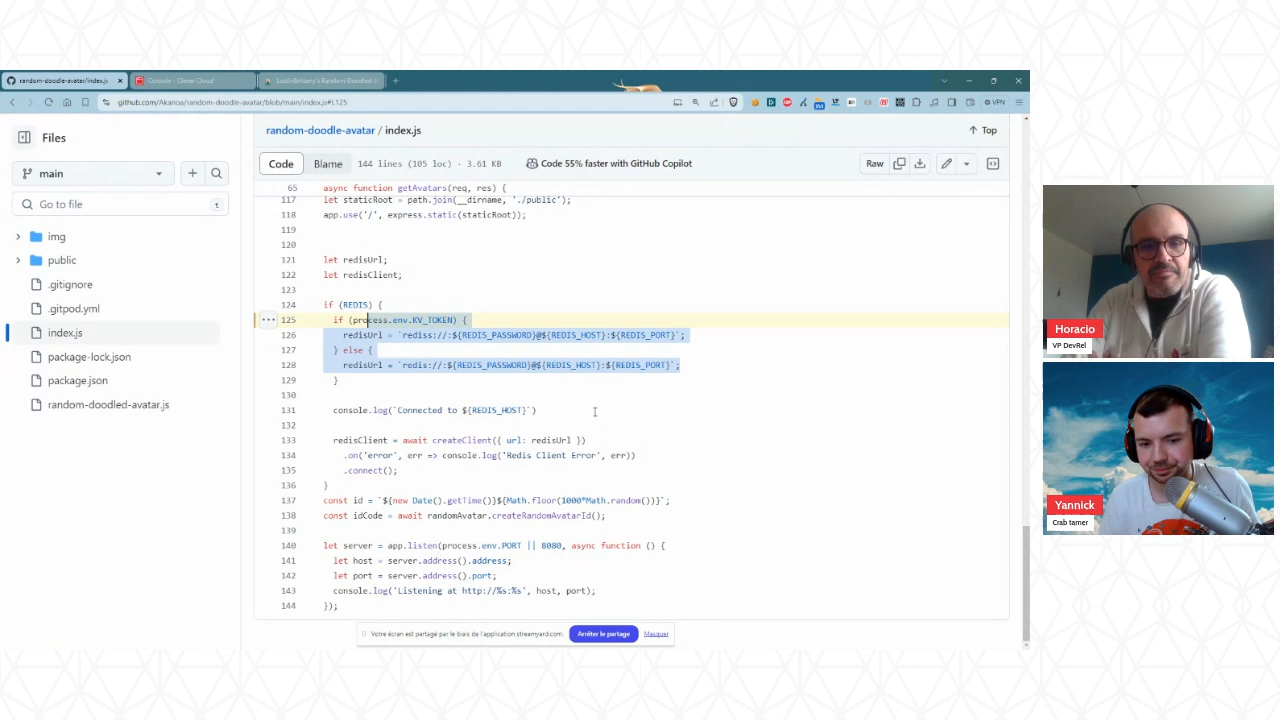 random-doodle-avatar/index.js
Console - Clever Cloud
LostInBrittany's Random Doodled
github.com/Akanoa/random-doodle-avatar/blob/main/index.js#L125
VPN
Files
random-doodle-avatar / index.js
Top
Code
Blame
144 lines (105 loc) · 3.61 KB
Code 55% faster with GitHub Copilot
Raw
main
Go to file
t
img
public
.gitignore
.gitpod.yml
index.js
package-lock.json
package.json
random-doodled-avatar.js
65 async function getAvatars(req, res) {
117 let staticRoot = path.join(__dirname, './public');
118 app.use('/', express.static(staticRoot));
119
120
121 let redisUrl;
122 let redisClient;
123
124 if (REDIS) {
125 if (process.env.KV_TOKEN) {
126 redisUrl = `rediss://:${REDIS_PASSWORD}@${REDIS_HOST}:${REDIS_PORT}`;
127 } else {
128 redisUrl = `redis://:${REDIS_PASSWORD}@${REDIS_HOST}:${REDIS_PORT}`;
129 }
130
131 console.log(`Connected to ${REDIS_HOST}`)
132
133 redisClient = await createClient({ url: redisUrl })
134 .on('error', err => console.log('Redis Client Error', err))
135 .connect();
136 }
137 const id = `${new Date().getTime()}${Math.floor(1000*Math.random())}`;
138 const idCode = await randomAvatar.createRandomAvatarId();
139
140 let server = app.listen(process.env.PORT || 8080, async function () {
141 let host = server.address().address;
142 let port = server.address().port;
143 console.log('Listening at http://%s:%s', host, port);
144 });
Votre écran est partagé par le biais de l'application streamyard.com.
Arrêter le partage
Masquer
Horacio
VP DevRel
Yannick
Crab tamer